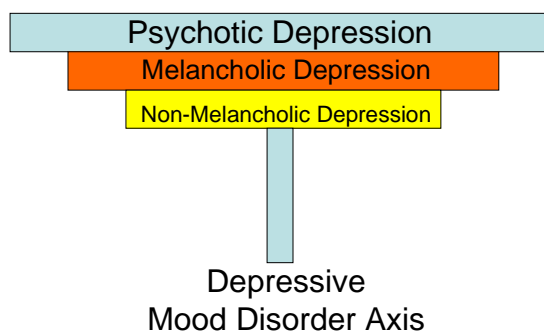 Psychotic Depression
Melancholic Depression
Non-Melancholic Depression
Depressive
Mood Disorder Axis